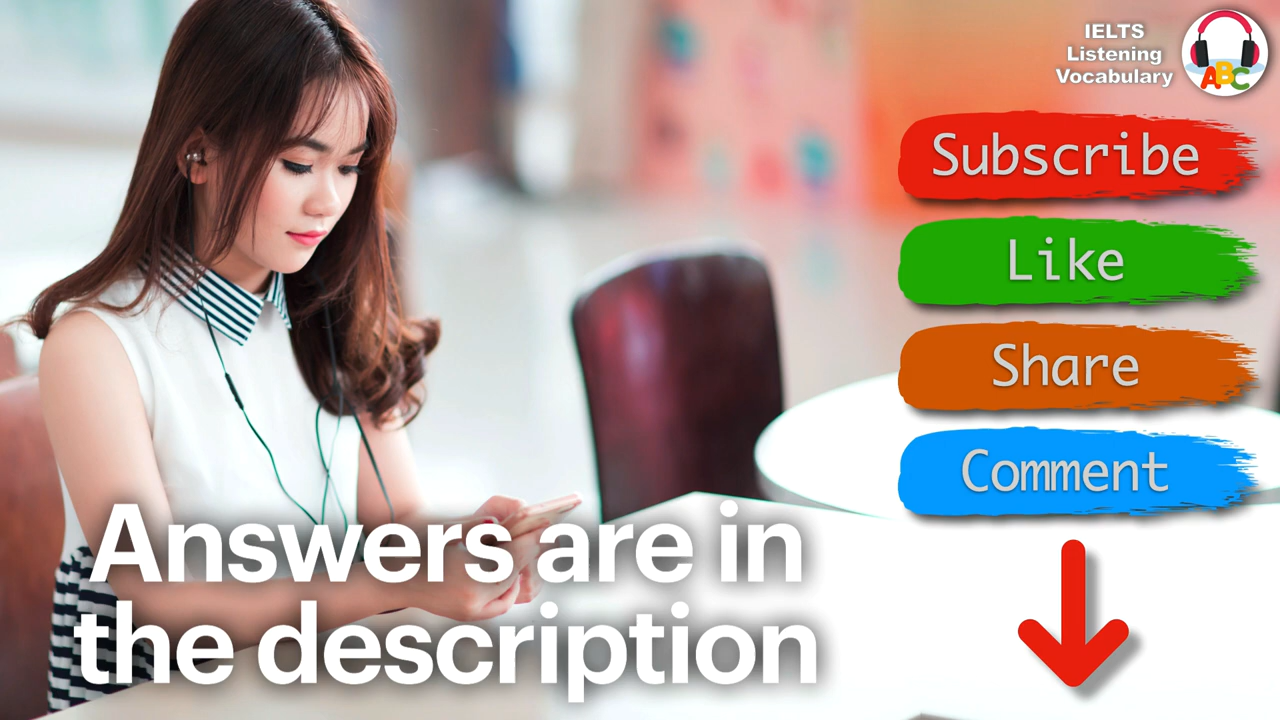 IELTS
Listening
Vocabulary
ABC
Subscribe
Like
Share
Comment
Answers are in
the description